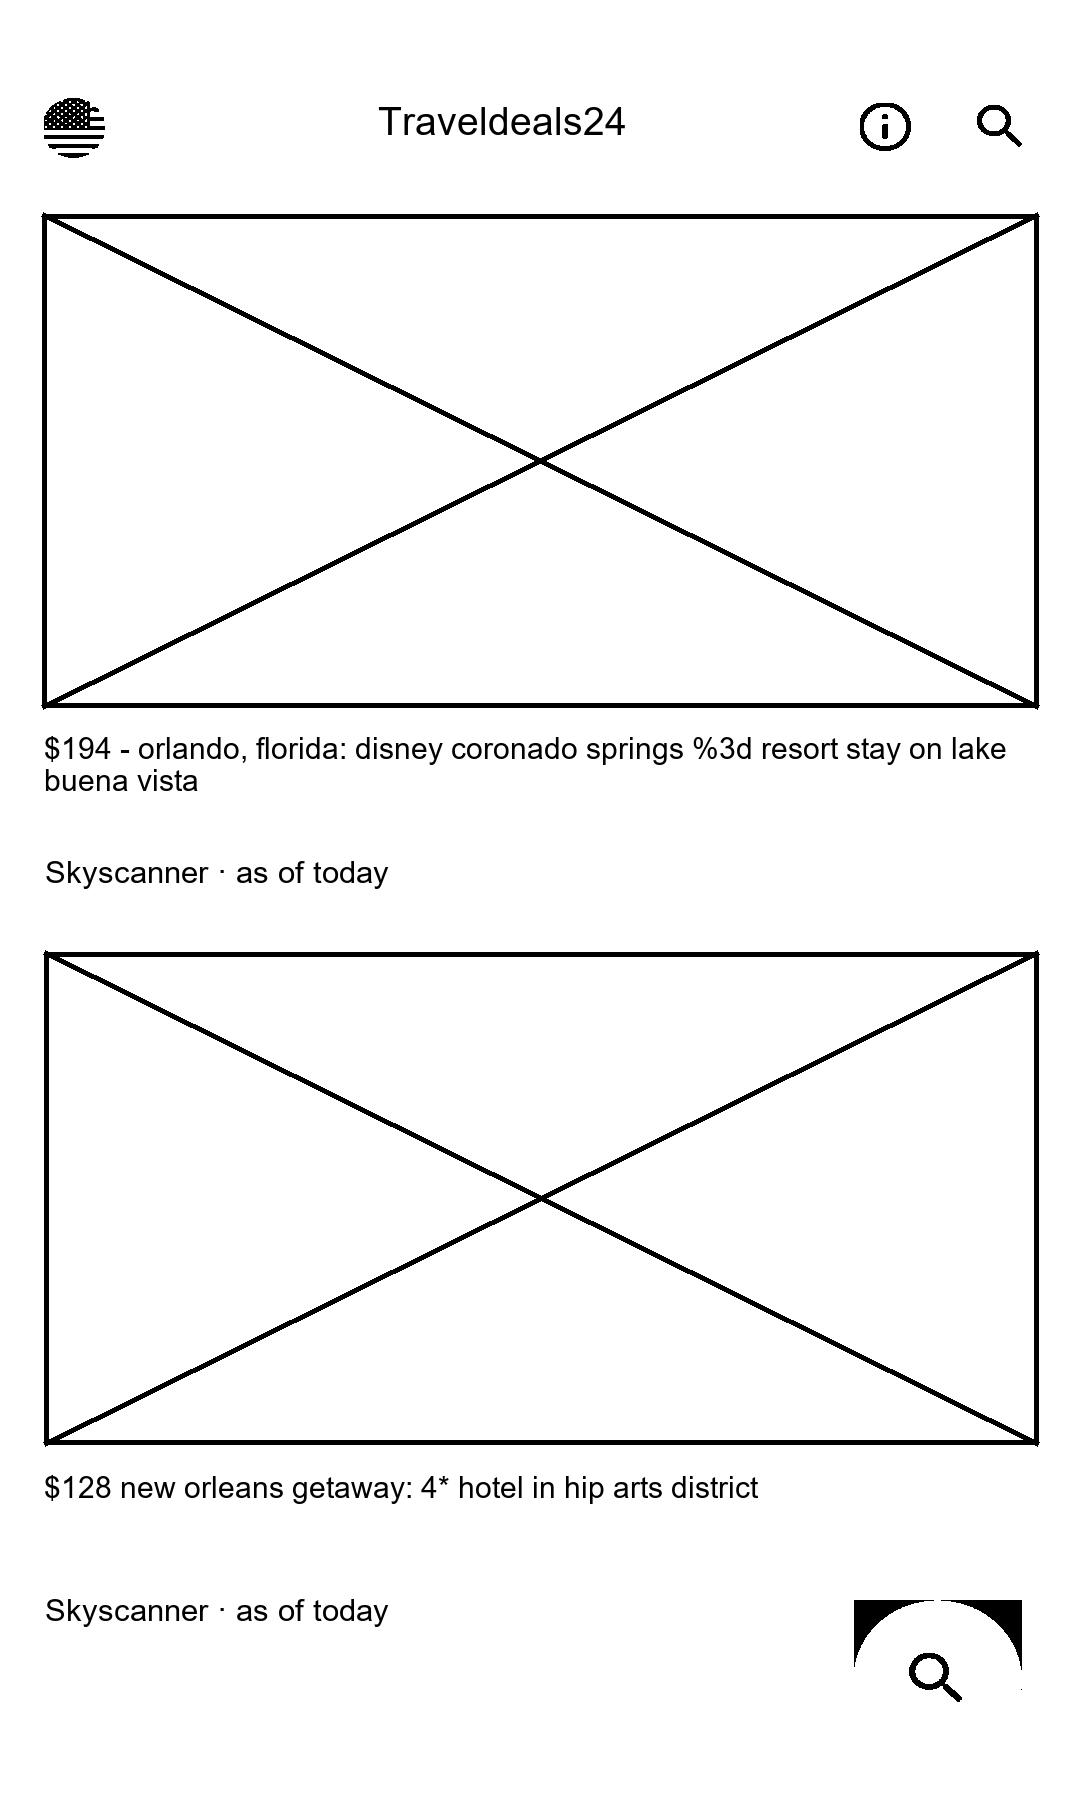 Traveldeals24
$194 - orlando, florida: disney coronado springs %3d resort stay on lake
buena vista
Skyscanner · as of today
$128 new orleans getaway: 4* hotel in hip arts district
Skyscanner · as of today